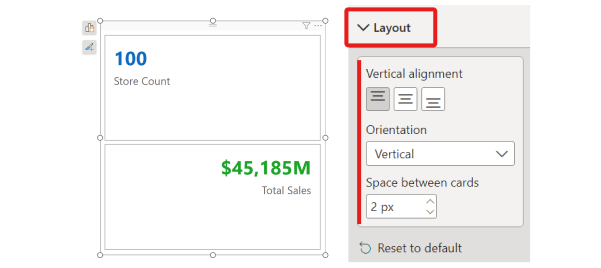 100
Store Count
$45,185M
Total Sales
Layout
Vertical alignment
Orientation
Vertical
Space between cards
2 px
Reset to default